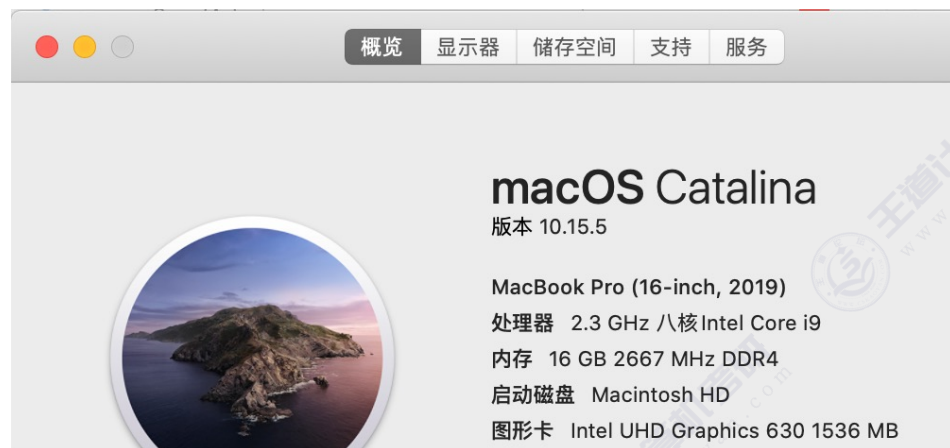 概览 显示器 储存空间 支持 服务
macOS Catalina
版本 10.15.5
MacBook Pro (16-inch, 2019)
处理器 2.3 GHz 八核Intel Core i9
内存 16 GB 2667 MHz DDR4
启动磁盘 Macintosh HD
图形卡 Intel UHD Graphics 630 1536 MB